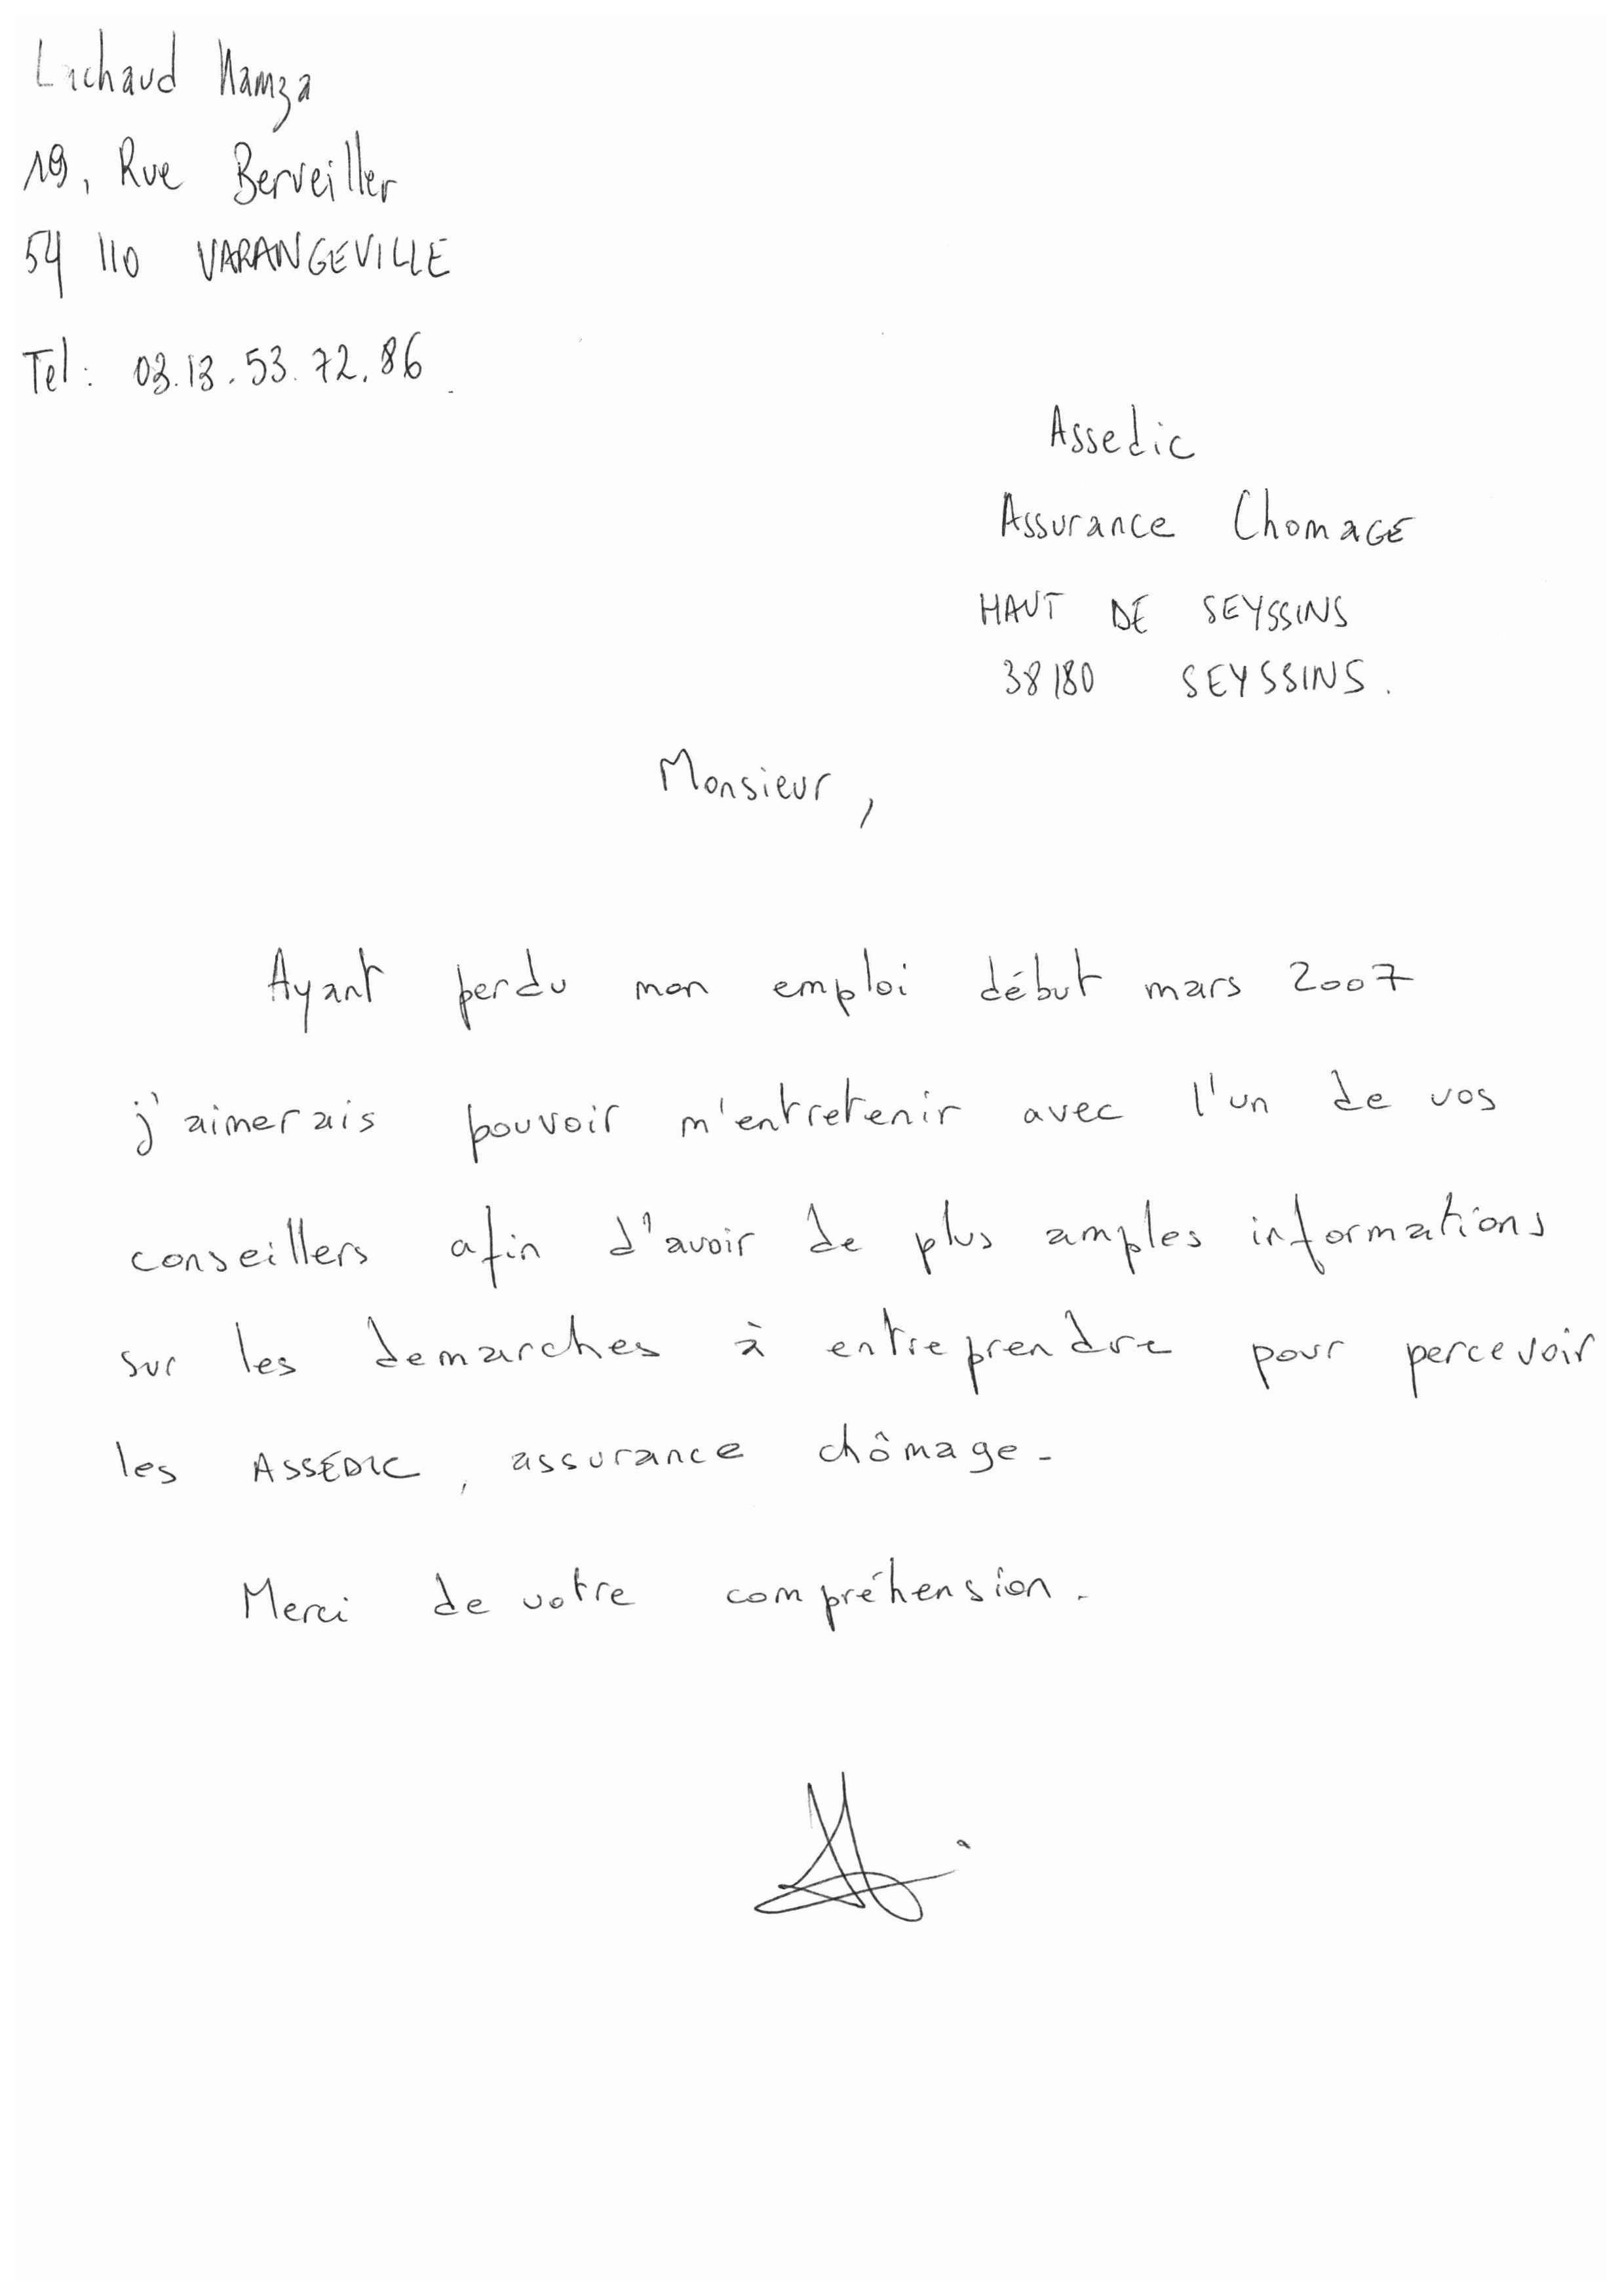 Lachaud Hamza
19, Rue Berveiller
54 110 VARANGEVILLE
Tel: 03.13.53.72.86
Assedic
Assurance ChomaGE
HAUT DE SEYSSINS
38180 SEYSSINS.
Monsieur,
Ayant perdu mon emploi début mars 2007
j'aimerais pouvoir m'entretenir avec l'un de vos
conseillers afin d'avoir de plus amples informations
sur les demarches à entreprendre pour percevoir
les ASSÉDIC, assurance chômage.
Merci de votre compréhension.